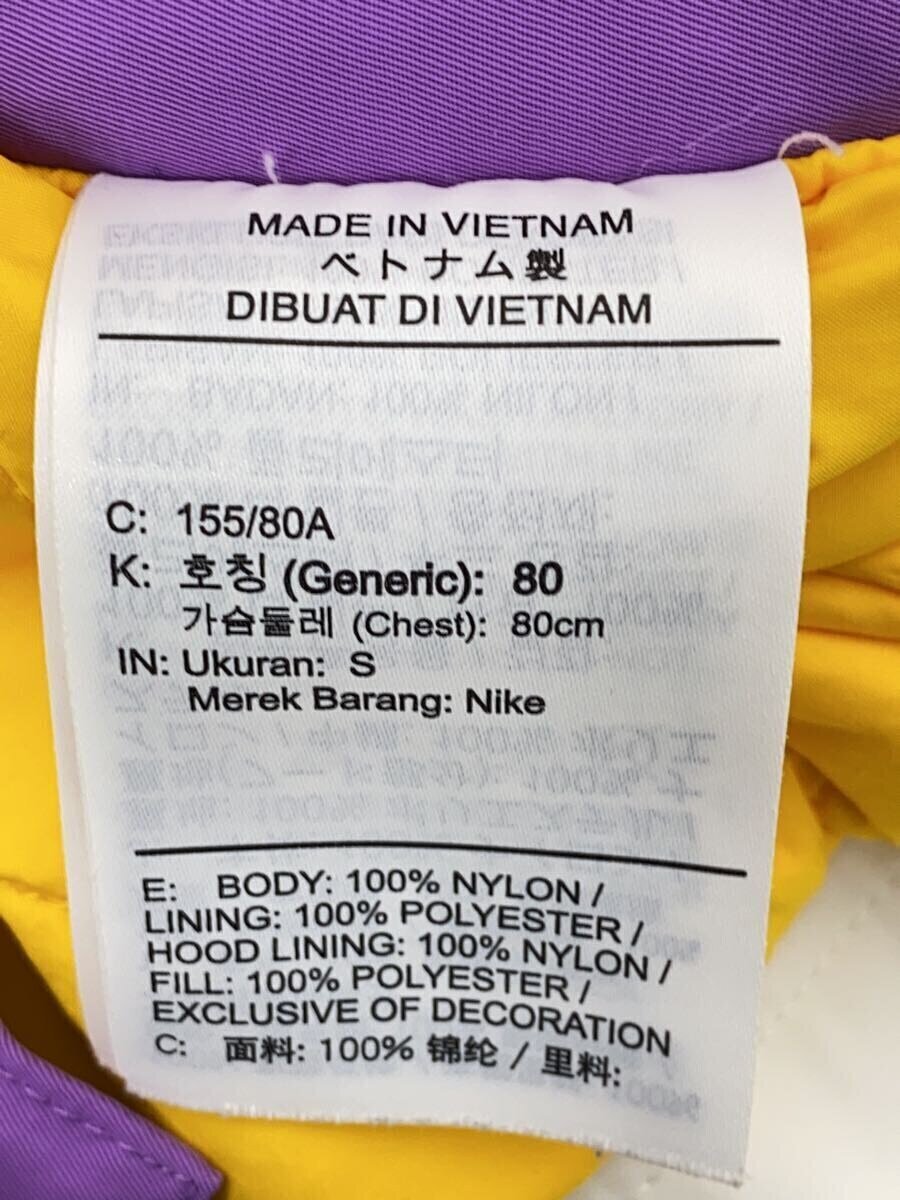 MADE IN VIETNAM
ベトナム製
DIBUAT DI VIETNAM
C: 155/80A
K: 호칭 (Generic): 80
가슴둘레 (Chest): 80cm
IN: Ukuran: S
Merek Barang: Nike
E: BODY: 100% NYLON /
LINING: 100% POLYESTER /
HOOD LINING: 100% NYLON /
FILL: 100% POLYESTER /
EXCLUSIVE OF DECORATION
C: 面料: 100% 锦纶 / 里料: